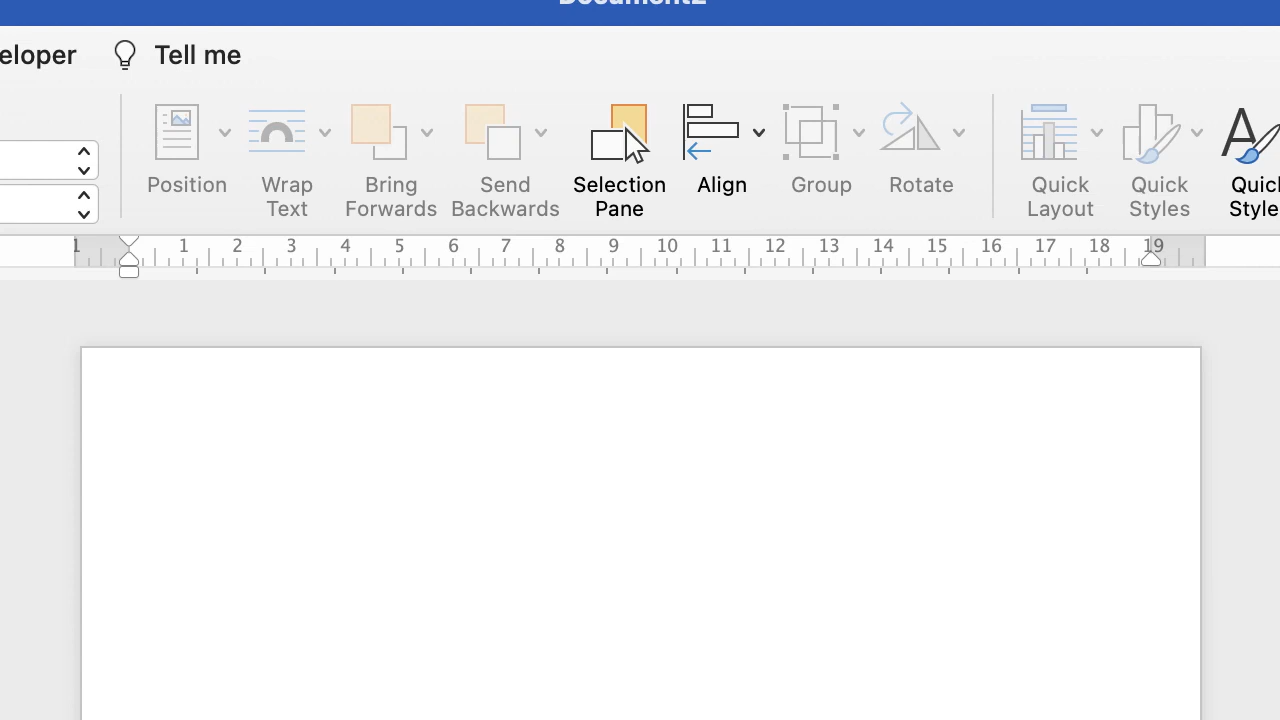 Document2
eloper Tell me
Position
Wrap
Text
Bring
Forwards
Send
Backwards
Selection
Pane
Align
Group
Rotate
Quick
Layout
Quick
Styles
Quick
Style
1 1 2 3 4 5 6 7 8 9 10 11 12 13 14 15 16 17 18 19